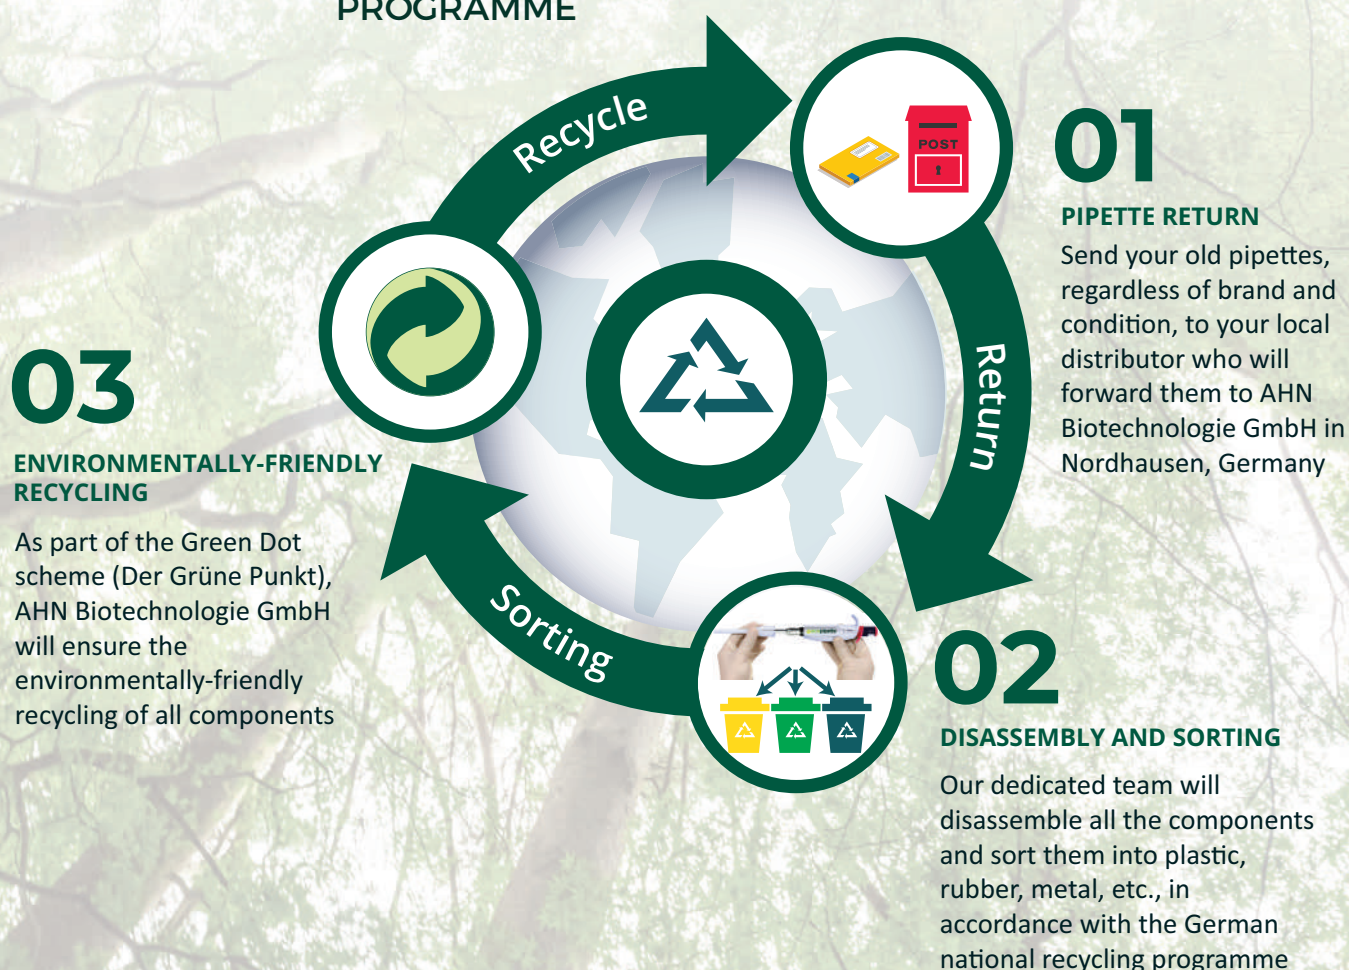 PROGRAMME
Recycle
POST
01
PIPETTE RETURN
Send your old pipettes,
regardless of brand and
condition, to your local
distributor who will
forward them to AHN
Biotechnologie GmbH in
Nordhausen, Germany
Return
02
DISASSEMBLY AND SORTING
Our dedicated team will
disassemble all the components
and sort them into plastic,
rubber, metal, etc., in
accordance with the German
national recycling programme
Sorting
03
ENVIRONMENTALLY-FRIENDLY
RECYCLING
As part of the Green Dot
scheme (Der Grüne Punkt),
AHN Biotechnologie GmbH
will ensure the
environmentally-friendly
recycling of all components